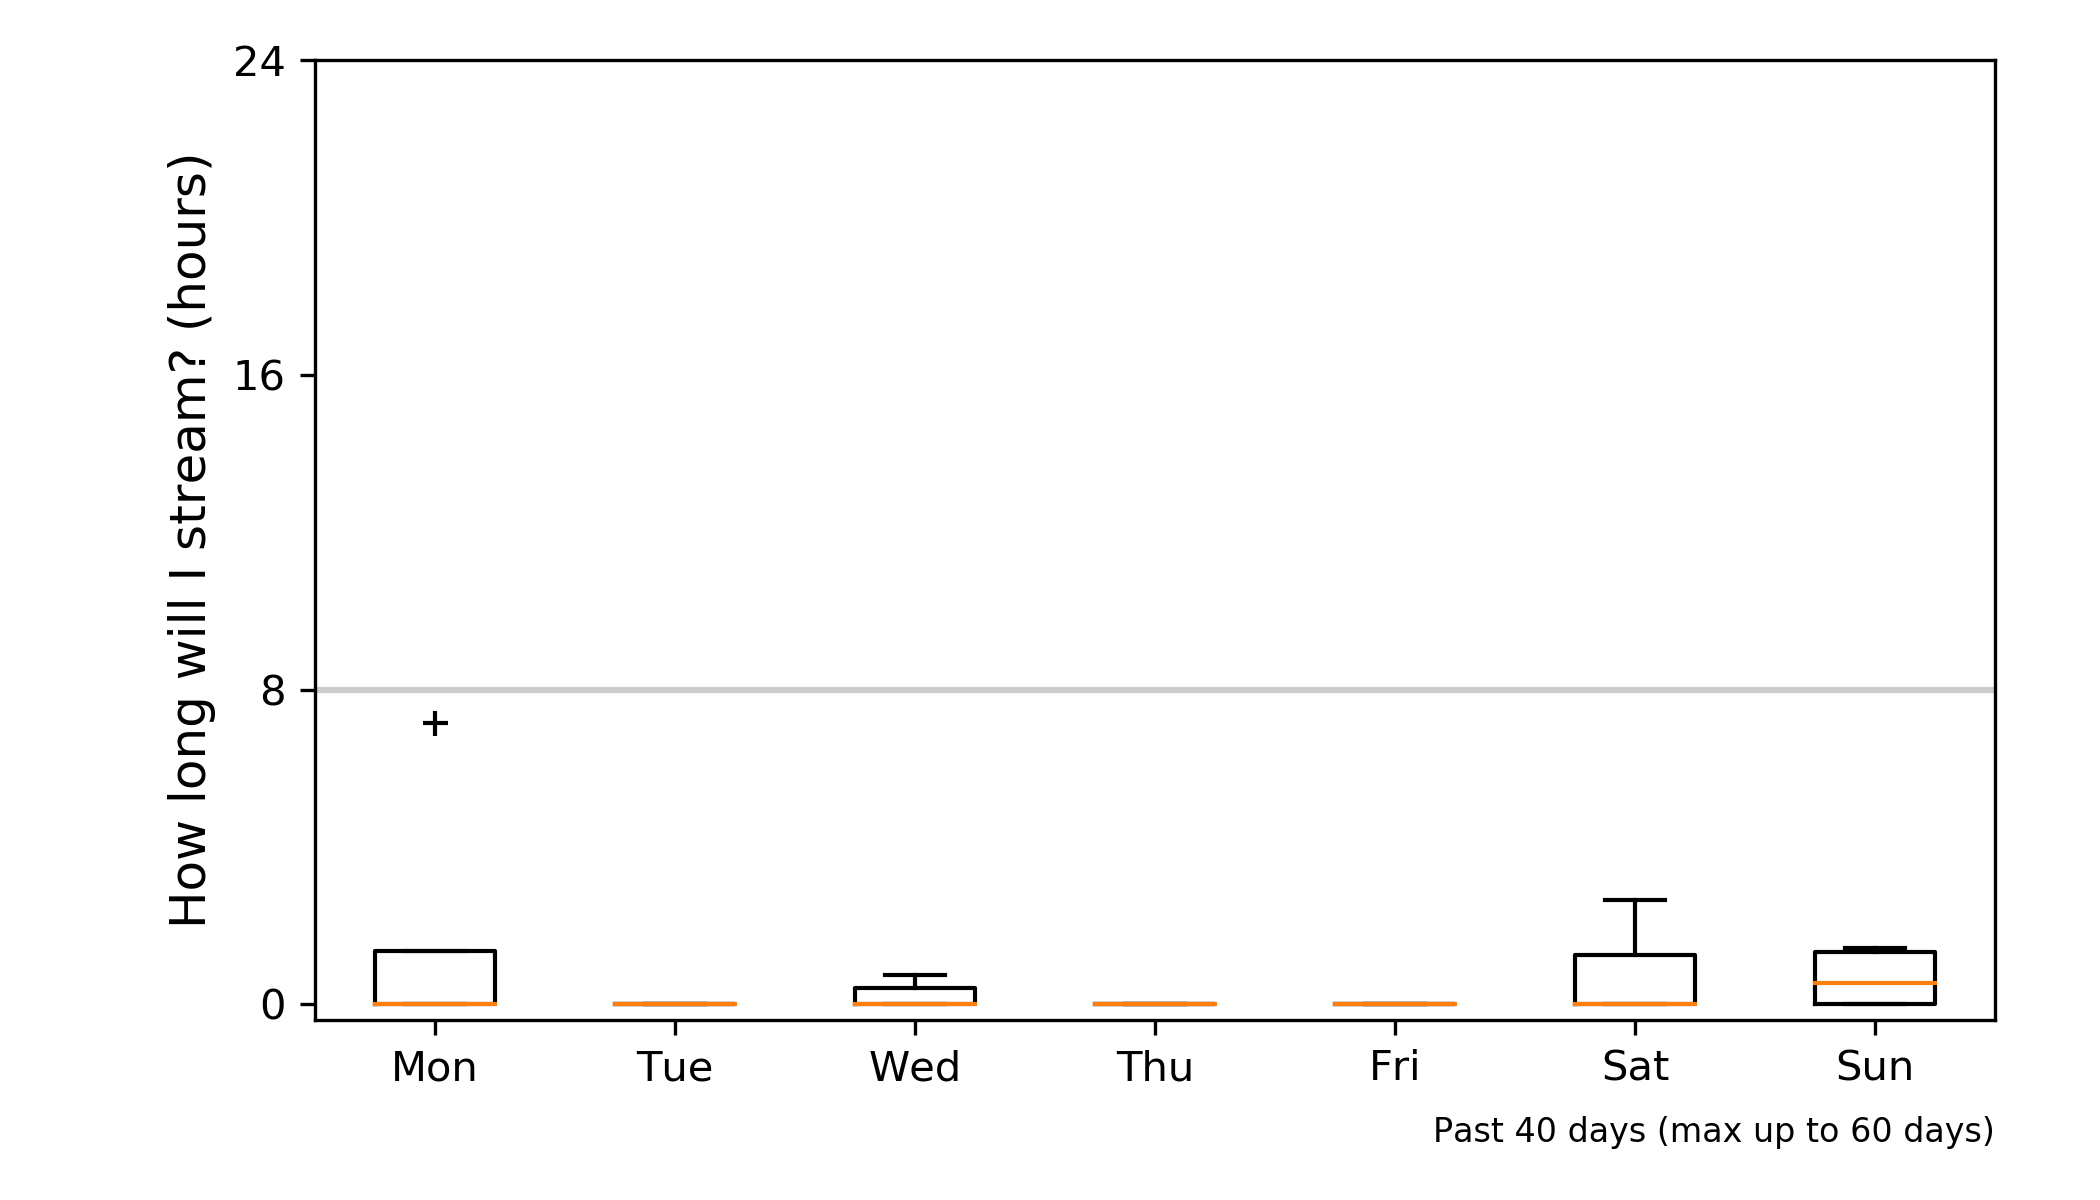 How long will I stream? (hours)
24
16
8
0
Mon Tue Wed Thu Fri Sat Sun
Past 40 days (max up to 60 days)